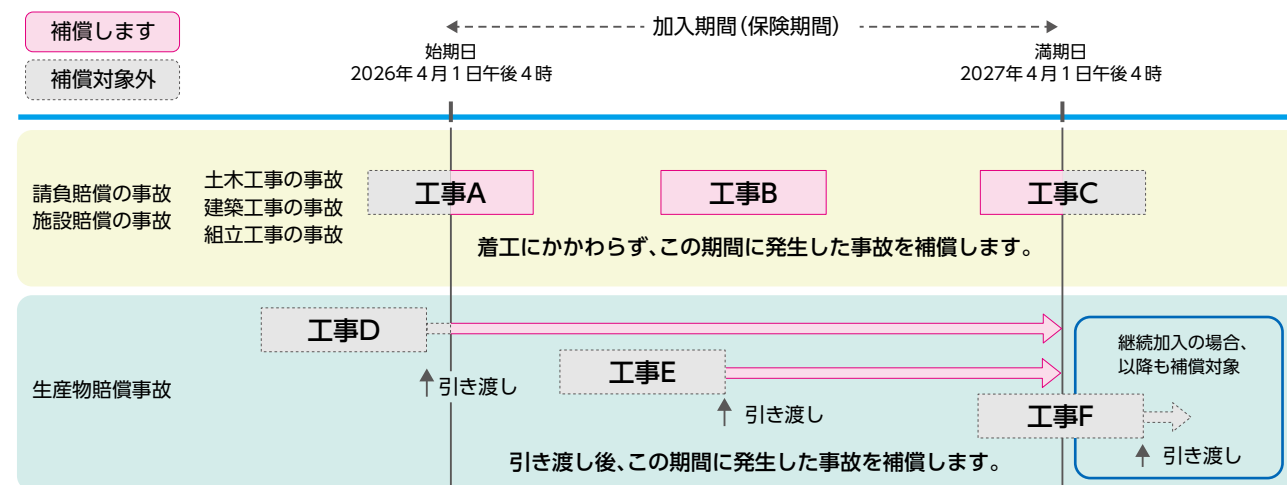 補償します
補償対象外
加入期間（保険期間）
始期日
2026年4月1日午後4時
満期日
2027年4月1日午後4時
請負賠償の事故
施設賠償の事故
土木工事の事故
建築工事の事故
組立工事の事故
工事A
工事B
工事C
着工にかかわらず、この期間に発生した事故を補償します。
生産物賠償事故
工事D
引き渡し
工事E
引き渡し
工事F
引き渡し
継続加入の場合、
以降も補償対象
引き渡し後、この期間に発生した事故を補償します。